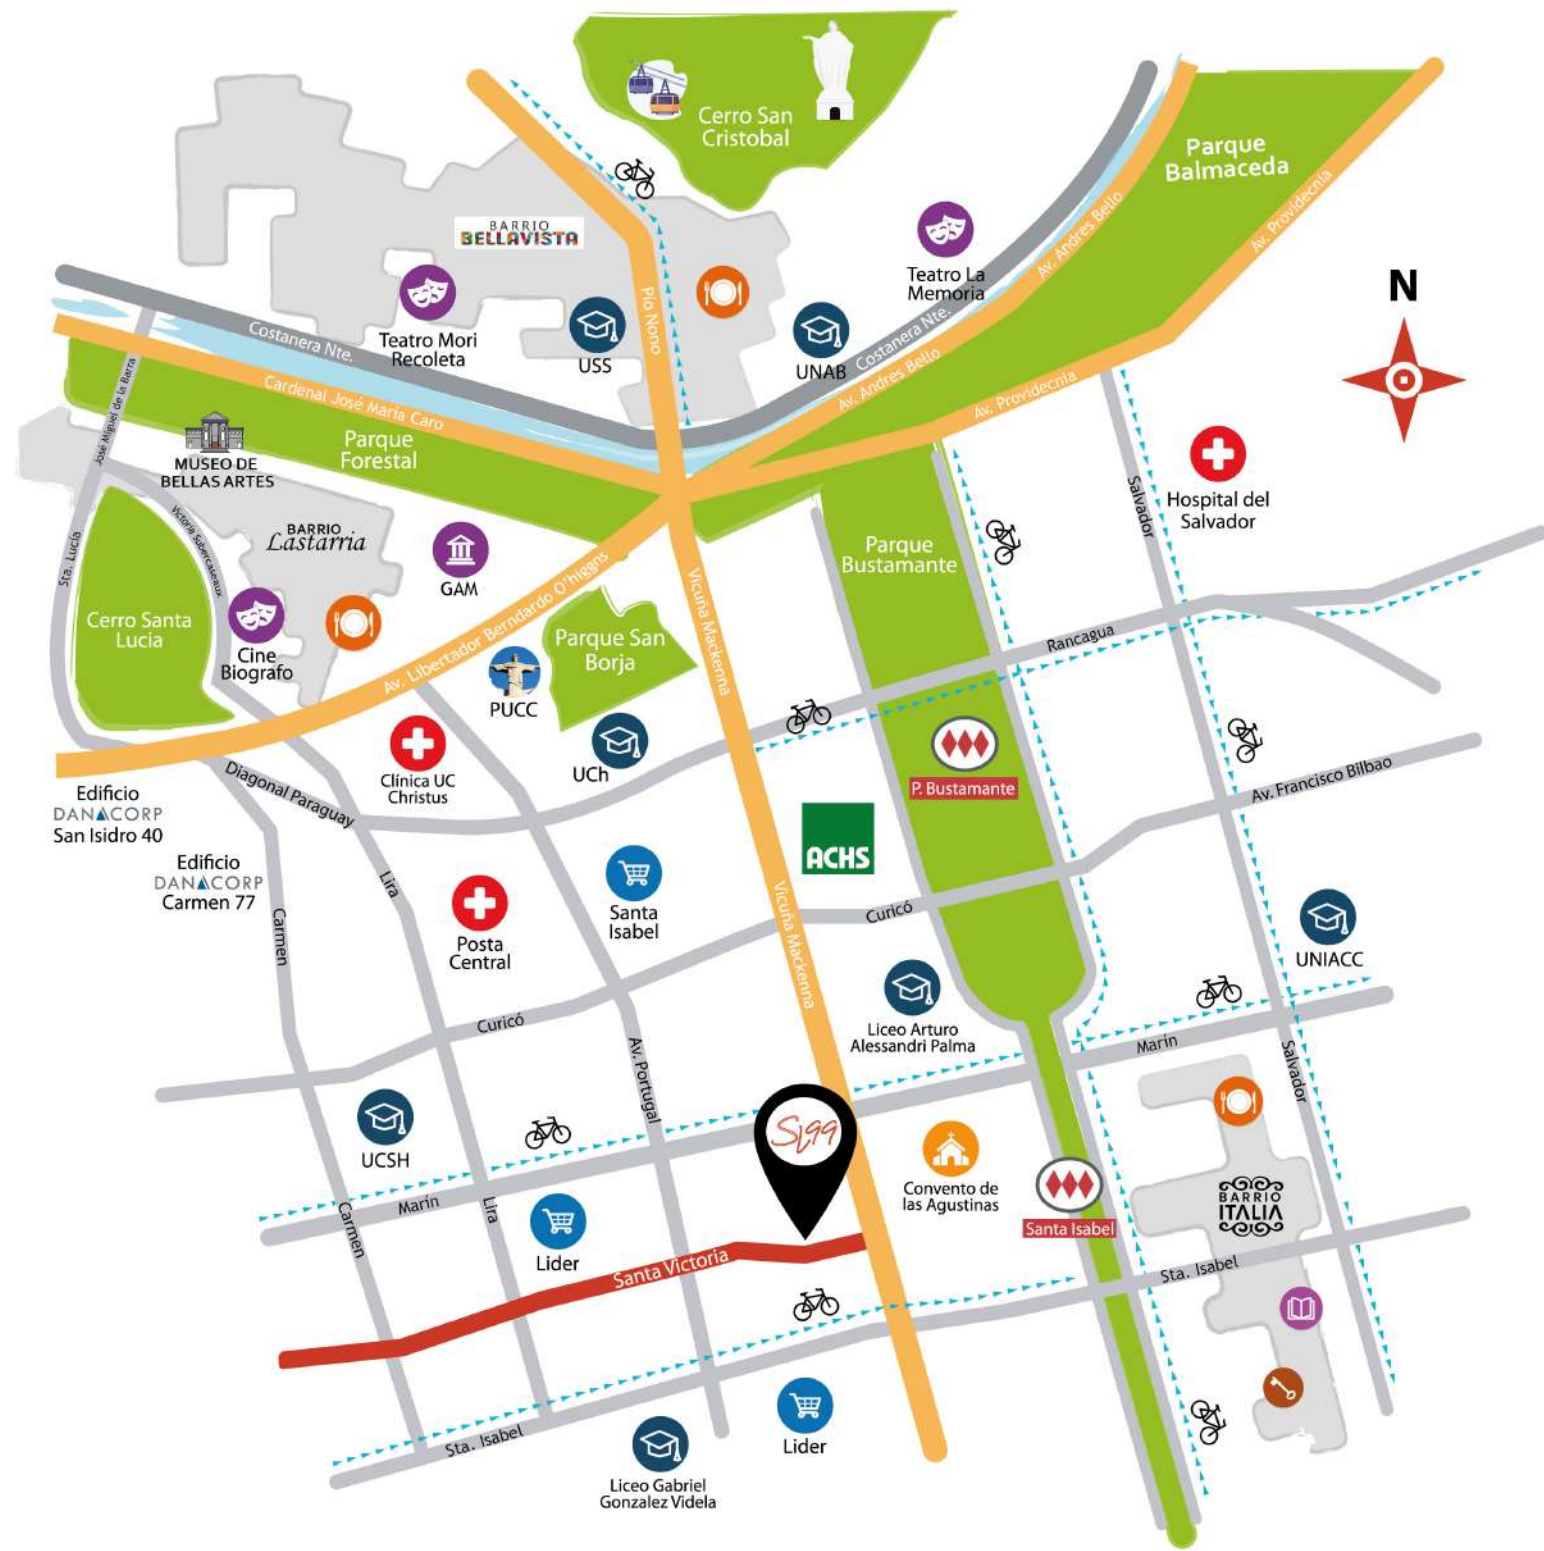 Cerro San
Cristobal
Parque
Balmaceda
BARRIO
BELLAVISTA
Av. Andres Bello
Av. Providecnia
Teatro La
Memoria
N
Teatro Mori
Recoleta
USS
Pío Nono
UNAB
Costanera Nte.
Costanera Nte.
Av. Andres Bello
Av. Providecnia
Cardenal José María Caro
José Miguel de la Barra
Parque
Forestal
MUSEO DE
BELLAS ARTES
Salvador
Hospital del
Salvador
Victoria Subercaseaux
BARRIO
Lastarria
Sta. Lucía
GAM
Parque
Bustamante
Av. Libertador Berndardo O'higgns
Vicuña Mackenna
Cerro Santa
Lucia
Cine
Biografo
Parque San
Borja
Rancagua
PUCC
UCh
Clínica UC
Christus
P. Bustamante
Av. Francisco Bilbao
Diagonal Paraguay
Edificio
DANACORP
San Isidro 40
Edificio
DANACORP
Carmen 77
ACHS
Lira
Carmen
Santa
Isabel
Posta
Central
Vicuña Mackenna
Curicó
UNIACC
Curicó
Liceo Arturo
Alessandri Palma
Marín
Av. Portugal
Salvador
UCSH
SV99
Convento de
las Agustinas
Santa Isabel
BARRIO
ITALIA
Marín
Lira
Carmen
Lider
Santa Victoria
Sta. Isabel
Lider
Sta. Isabel
Liceo Gabriel
Gonzalez Videla